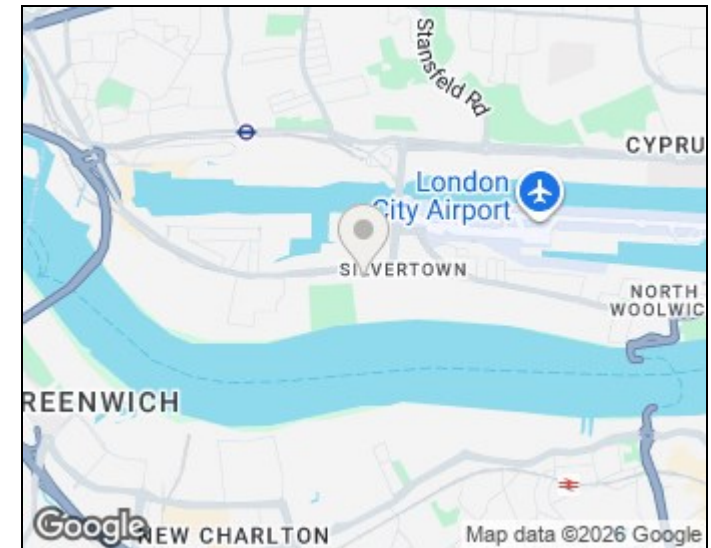 Stansfeld Rd
CYPRU
London
City Airport
SILVERTOWN
NORTH
WOOLWIC
REENWICH
NEW CHARLTON
Google
Map data ©2026 Google